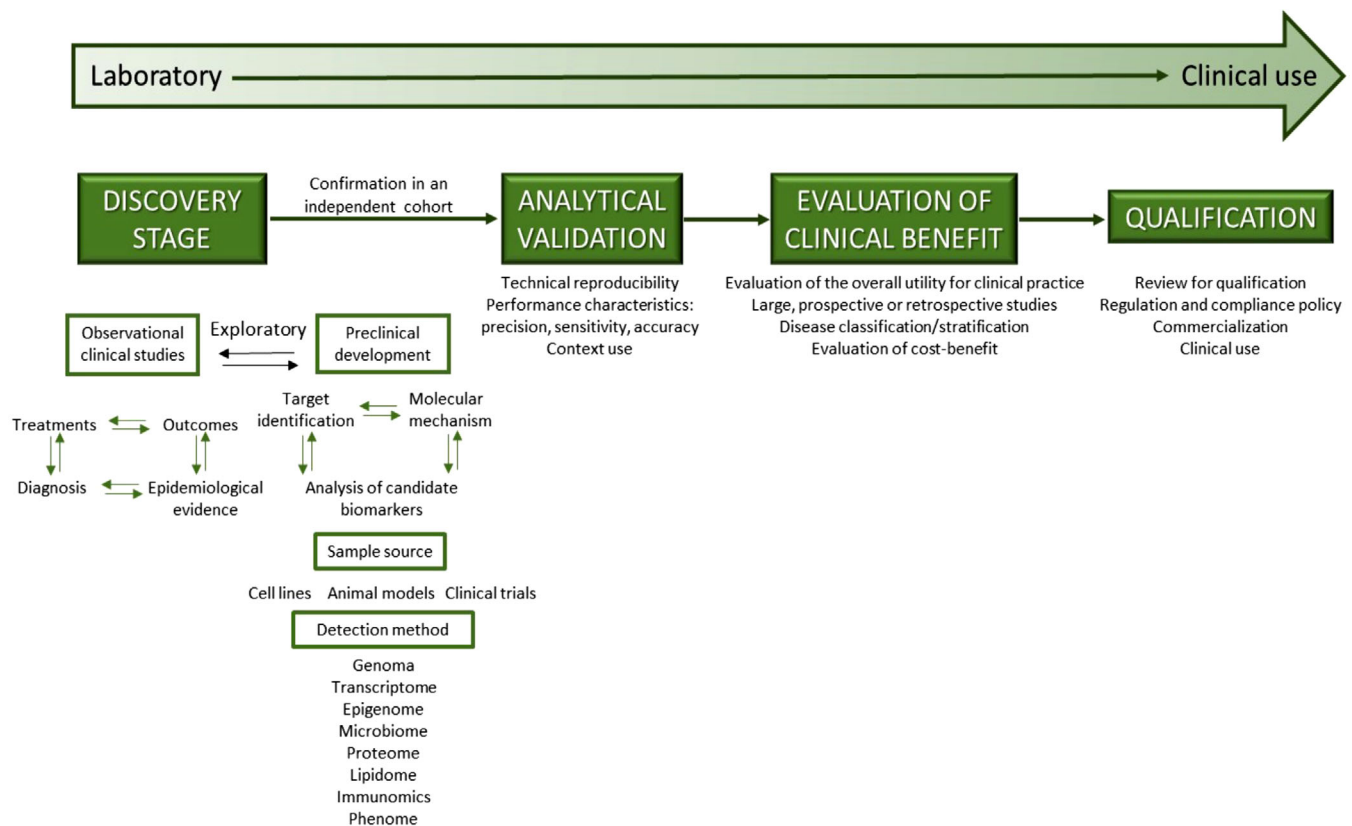 Laboratory
Clinical use
DISCOVERY
STAGE
Confirmation in an
independent cohort
ANALYTICAL
VALIDATION
EVALUATION OF
CLINICAL BENEFIT
QUALIFICATION
Technical reproducibility
Performance characteristics:
precision, sensitivity, accuracy
Context use
Evaluation of the overall utility for clinical practice
Large, prospective or retrospective studies
Disease classification/stratification
Evaluation of cost-benefit
Review for qualification
Regulation and compliance policy
Commercialization
Clinical use
Observational
clinical studies
Exploratory
Preclinical
development
Treatments
Outcomes
Diagnosis
Epidemiological
evidence
Target
identification
Molecular
mechanism
Analysis of candidate
biomarkers
Sample source
Cell lines
Animal models
Clinical trials
Detection method
Genoma
Transcriptome
Epigenome
Microbiome
Proteome
Lipidome
Immunomics
Phenome